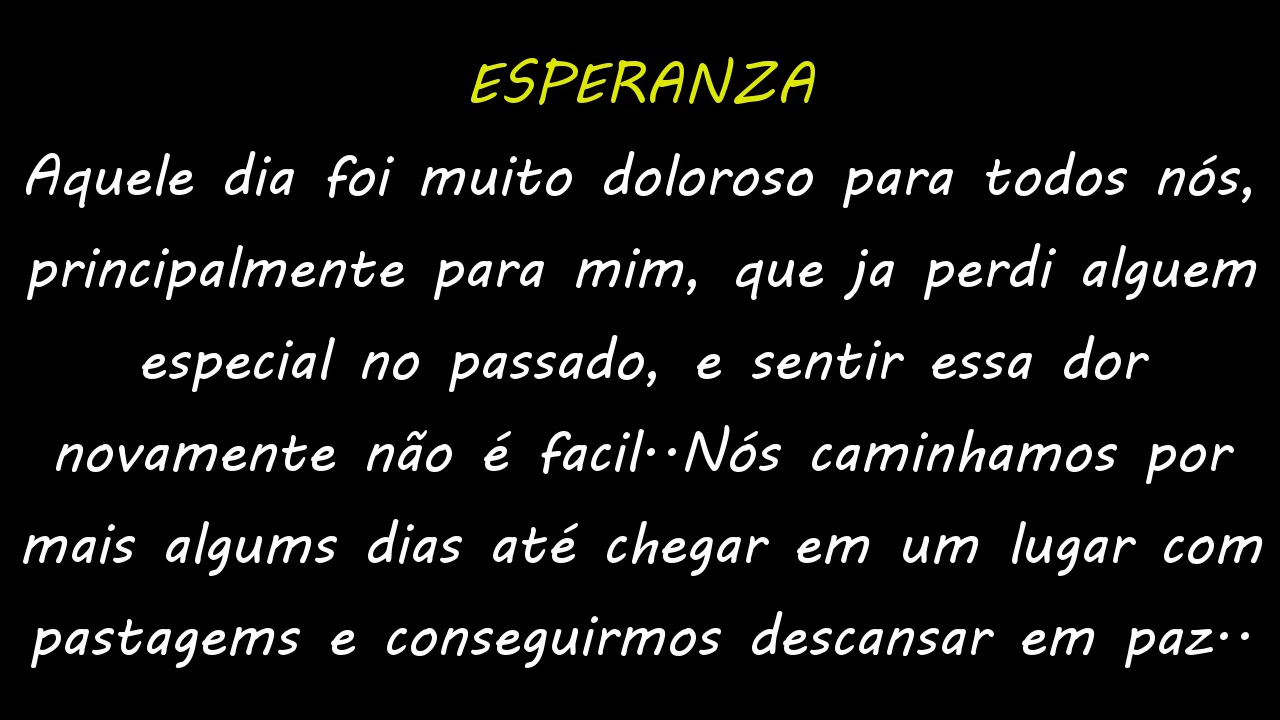 ESPERANZA
Aquele dia foi muito doloroso para todos nós,
principalmente para mim, que ja perdi alguem
especial no passado, e sentir essa dor
novamente não é facil..Nós caminhamos por
mais algums dias até chegar em um lugar com
pastagems e conseguirmos descansar em paz..